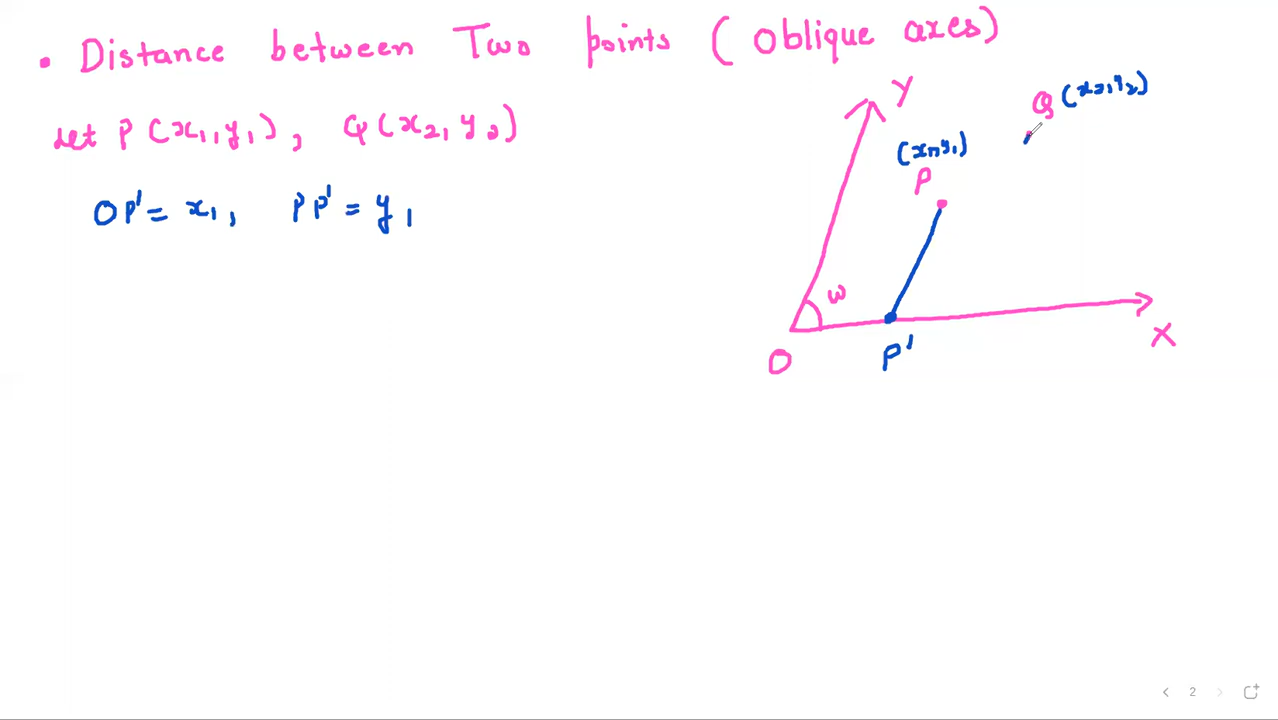 • Distance between Two points (Oblique axes)
Let P(x₁, y₁), Q(x₂, y₂)
OP' = x₁, PP' = y₁
Y
Q (x₂, y₂)
(x₁, y₁)
P
ω
O
P'
X
2